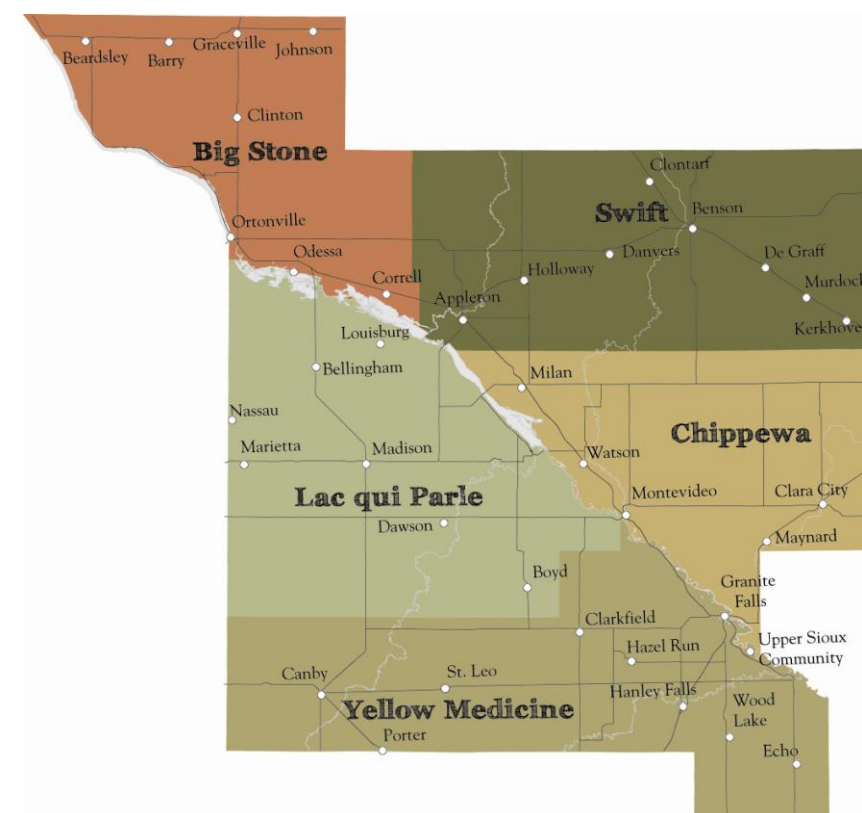 Graceville
Johnson
Beardsley
Barry
Clinton
Big Stone
Clontarf
Swift
Benson
Ortonville
Odessa
Danvers
De Graff
Holloway
Correll
Murdock
Appleton
Kerkhove
Louisburg
Bellingham
Milan
Nassau
Chippewa
Marietta
Madison
Watson
Lac qui Parle
Montevideo
Clara City
Dawson
Maynard
Boyd
Granite
Falls
Clarkfield
Hazel Run
Upper Sioux
Community
Canby
St. Leo
Hanley Falls
Wood
Lake
Yellow Medicine
Porter
Echo